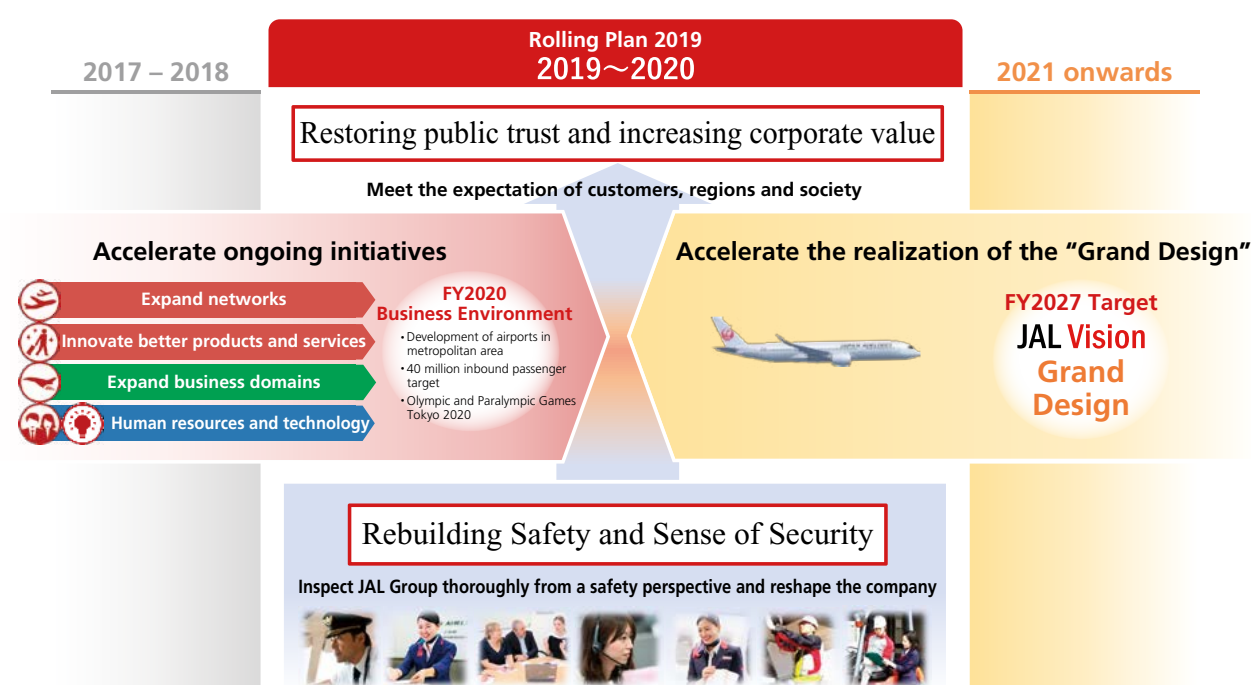 Rolling Plan 2019
2019～2020
2017 – 2018
2021 onwards
Restoring public trust and increasing corporate value
Meet the expectation of customers, regions and society
Accelerate ongoing initiatives
Expand networks
Innovate better products and services
Expand business domains
Human resources and technology
FY2020
Business Environment
・Development of airports in
metropolitan area
・40 million inbound passenger
target
・Olympic and Paralympic Games
Tokyo 2020
Accelerate the realization of the “Grand Design”
JAPAN AIRLINES
FY2027 Target
JAL Vision
Grand
Design
Rebuilding Safety and Sense of Security
Inspect JAL Group thoroughly from a safety perspective and reshape the company